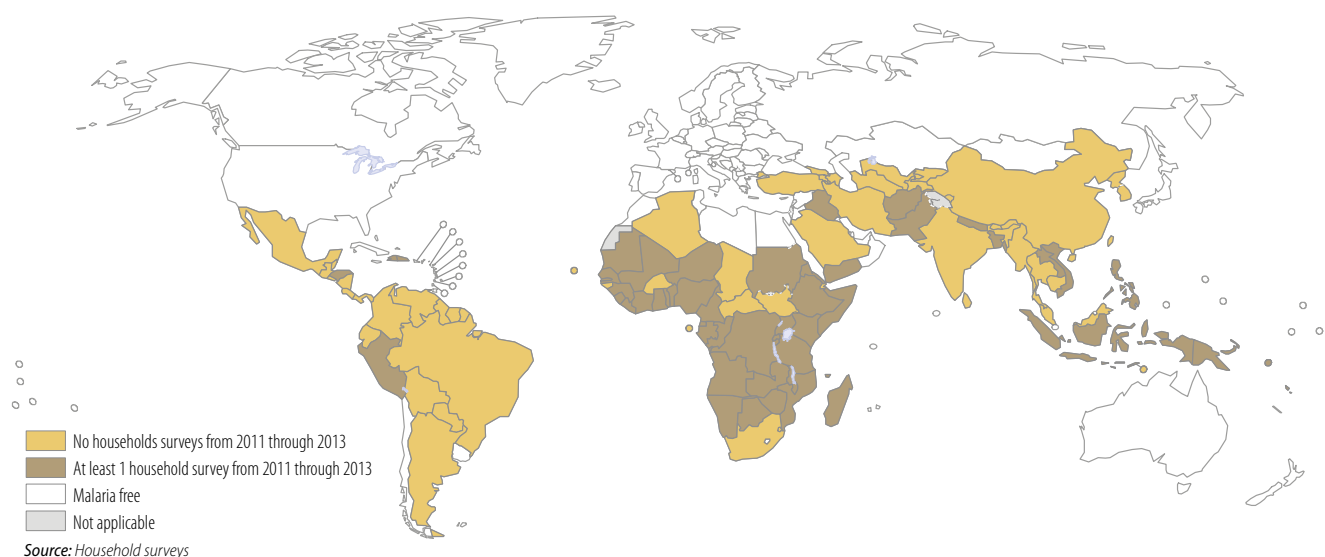 No households surveys from 2011 through 2013
At least 1 household survey from 2011 through 2013
Malaria free
Not applicable
Source: Household surveys